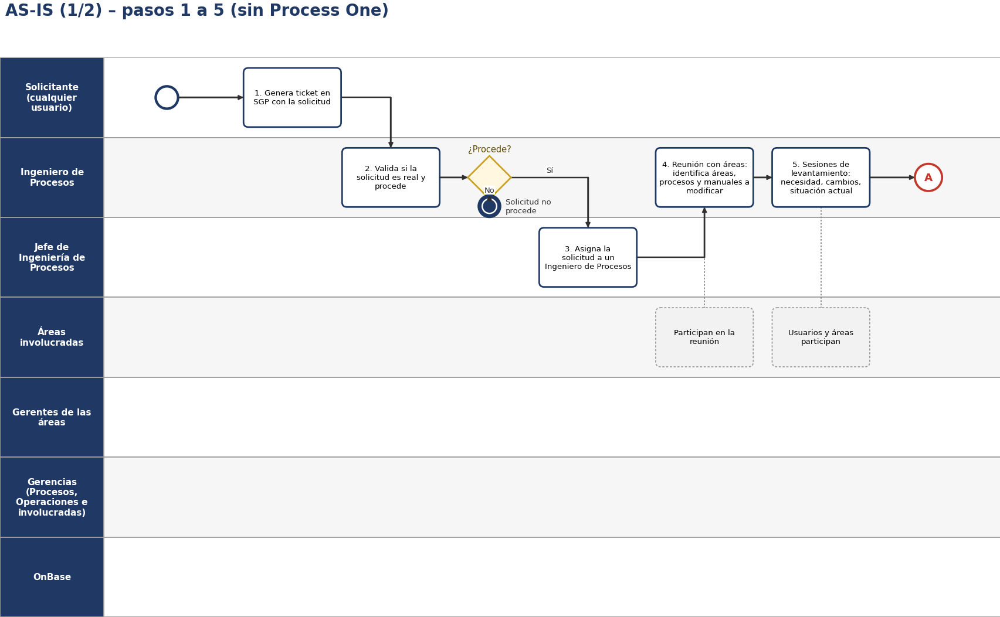 AS-IS (1/2) – pasos 1 a 5 (sin Process One)
Solicitante
(cualquier
usuario)
1. Genera ticket en
SGP con la solicitud
Ingeniero de
Procesos
2. Valida si la
solicitud es real y
procede
¿Procede?
Sí
No
Solicitud no
procede
4. Reunión con áreas:
identifica áreas,
procesos y manuales a
modificar
5. Sesiones de
levantamiento:
necesidad, cambios,
situación actual
A
Jefe de
Ingeniería de
Procesos
3. Asigna la
solicitud a un
Ingeniero de Procesos
Áreas
involucradas
Participan en la
reunión
Usuarios y áreas
participan
Gerentes de las
áreas
Gerencias
(Procesos,
Operaciones e
involucradas)
OnBase